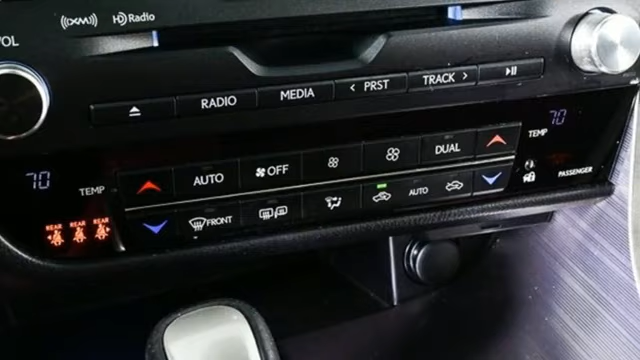 VOL
((XM)) HD Radio
RADIO MEDIA < PRST TRACK >
70 TEMP AUTO OFF DUAL TEMP 70
REAR REAR REAR FRONT AUTO PASSENGER